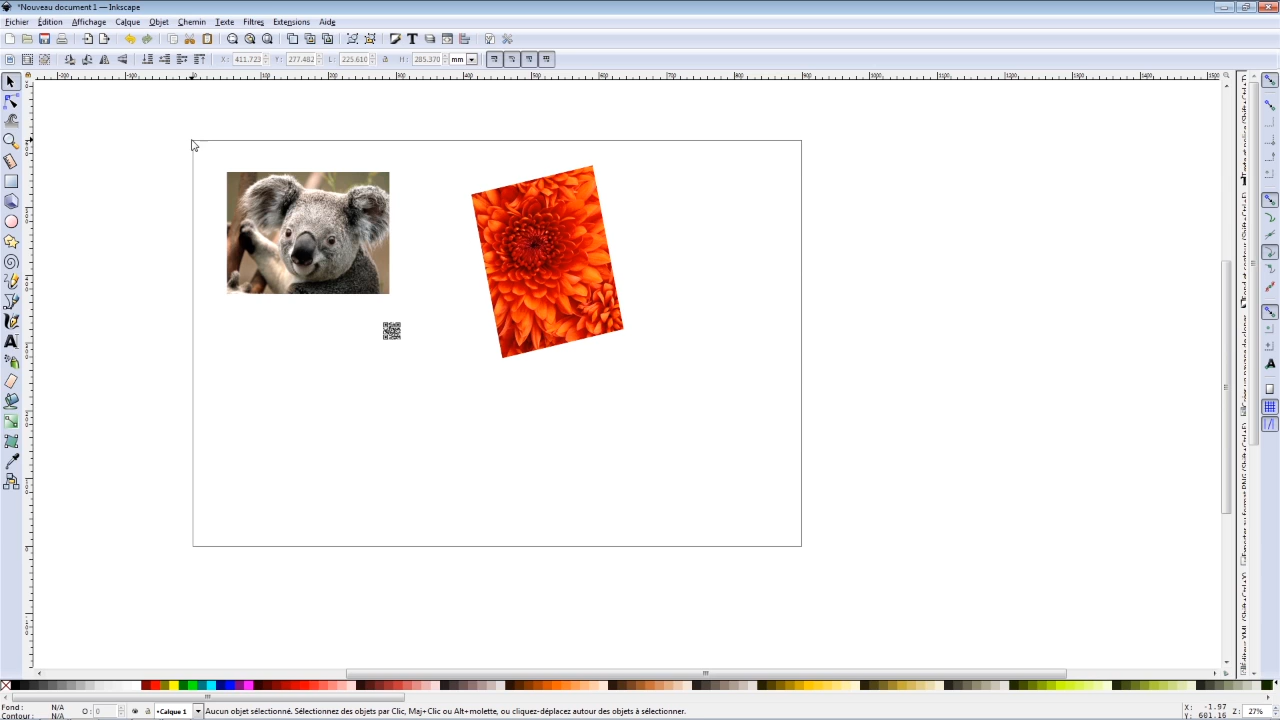 *Nouveau document 1 — Inkscape
Fichier Édition Affichage Calque Objet Chemin Texte Filtres Extensions Aide
X: 411.723 Y: 277.482 L: 225.610 H: 285.370 mm
Fond : N/A
Contour : N/A
O : 0
•Calque 1
Aucun objet sélectionné. Sélectionnez des objets par Clic, Maj+Clic ou Alt+molette, ou cliquez-déplacez autour des objets à sélectionner.
X: -1.97
Y: 601.16
Z: 27%